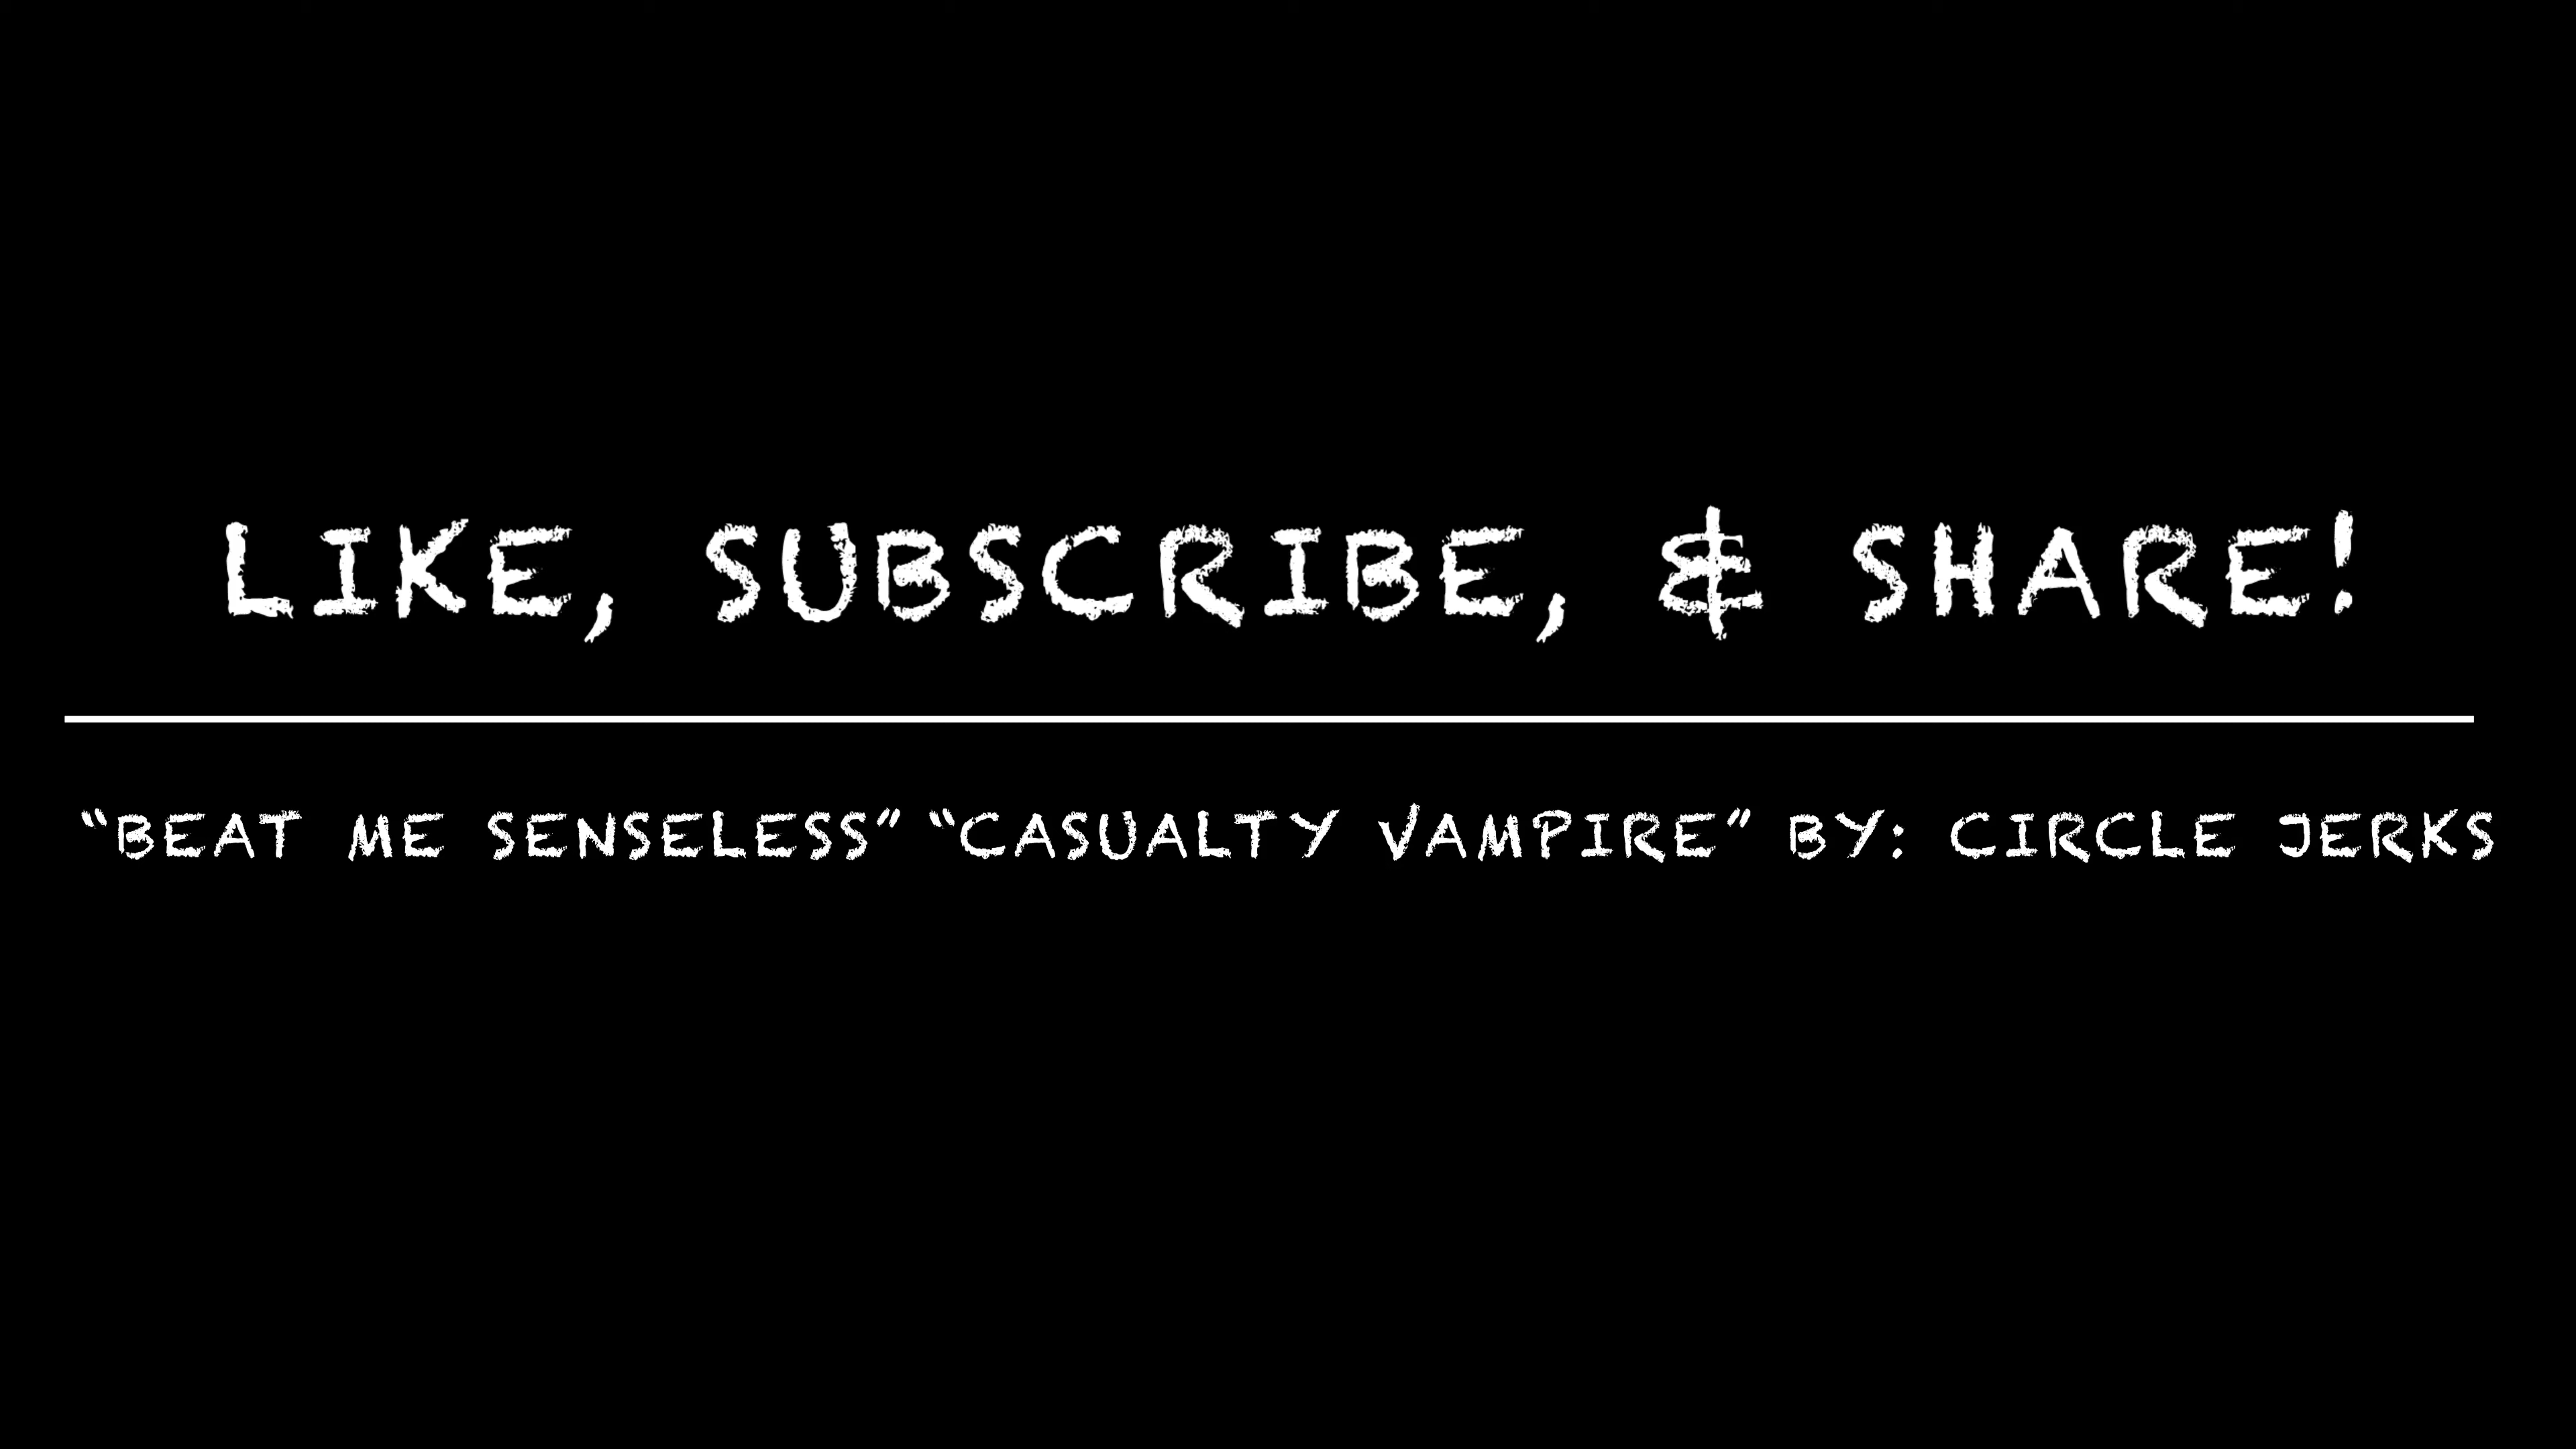 LIKE, SUBSCRIBE, & SHARE!
“BEAT ME SENSELESS” “CASUALTY VAMPIRE” BY: CIRCLE JERKS